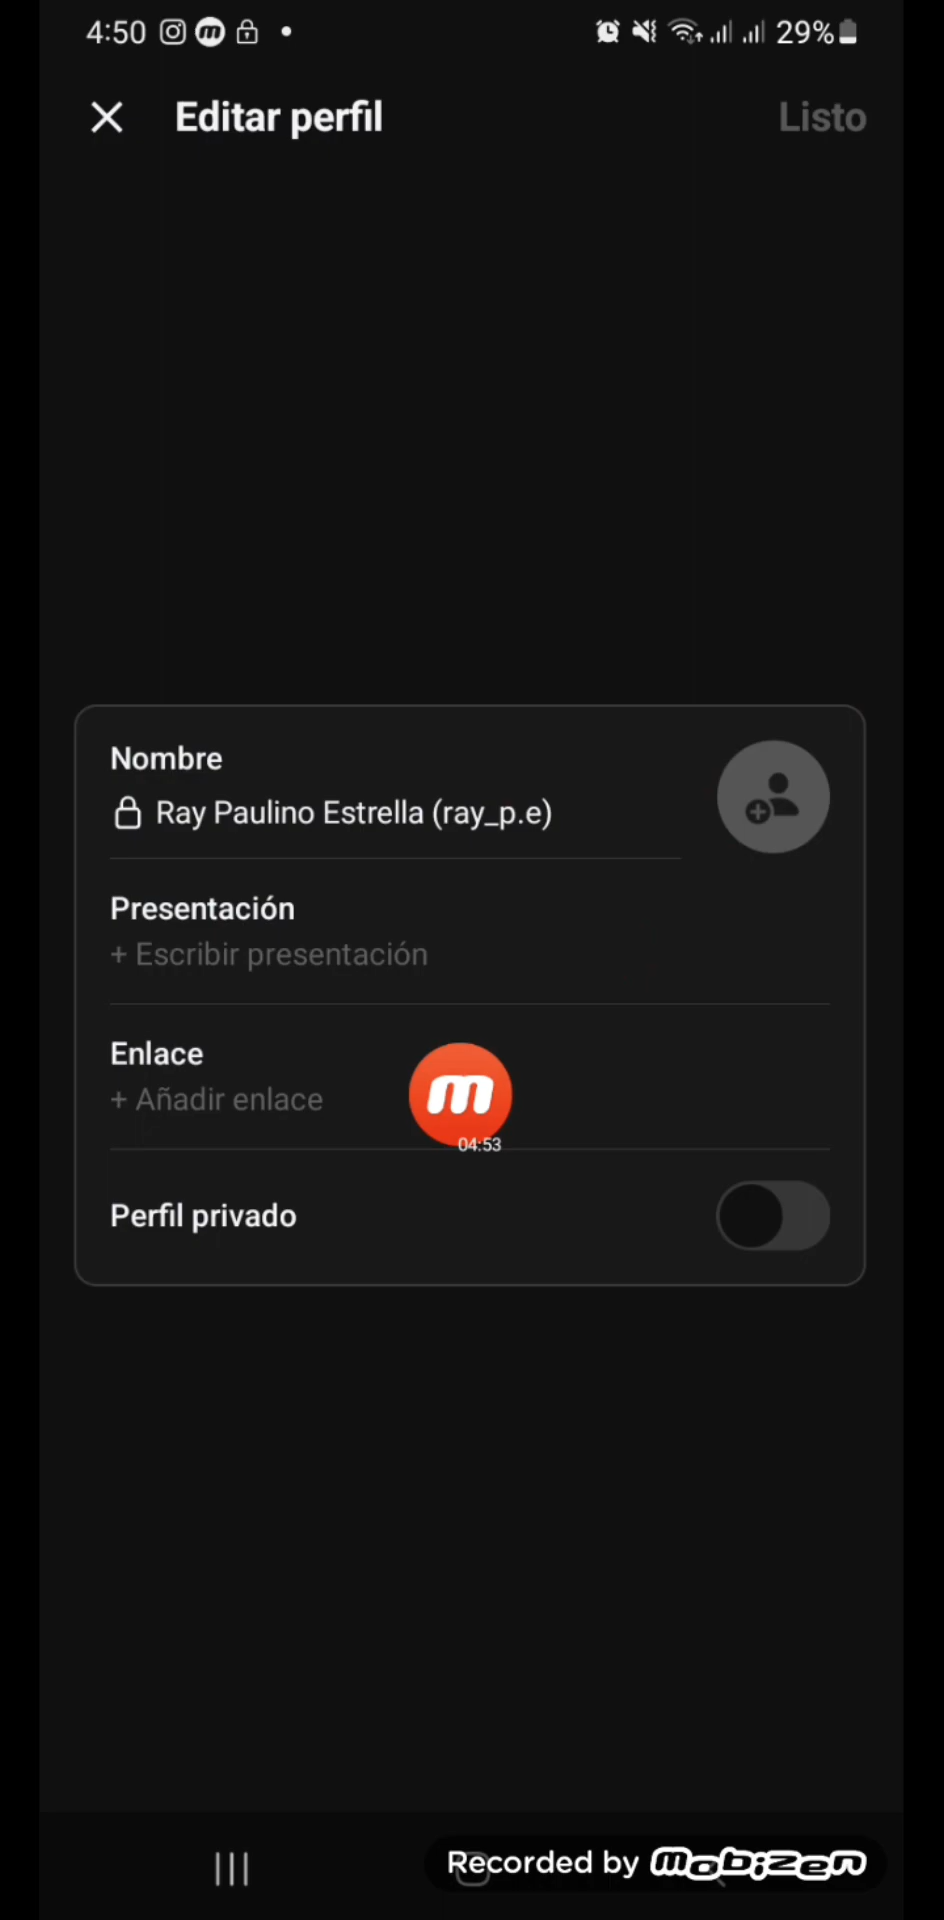 4:50 29%
Editar perfil Listo
Nombre
Ray Paulino Estrella (ray_p.e)
Presentación
+ Escribir presentación
Enlace
+ Añadir enlace
m
04:53
Perfil privado
Recorded by mobizen